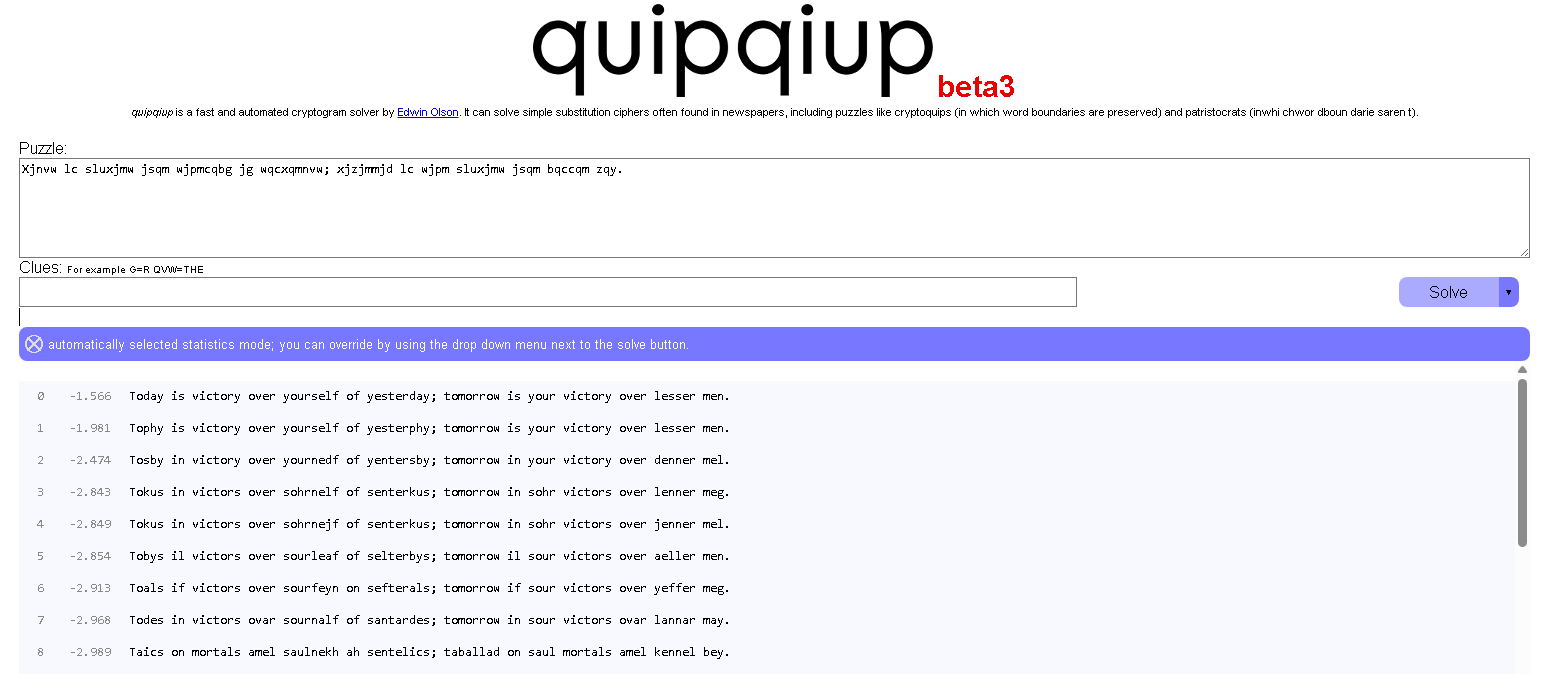 quipqiup beta3
quipqiup is a fast and automated cryptogram solver by Edwin Olson. It can solve simple substitution ciphers often found in newspapers, including puzzles like cryptoquips (in which word boundaries are preserved) and patristocrats (inwhi chwor dboun darie saren t).
Puzzle:
Xjnvw lc sluxjmw jsqm wjpmcqbg jg wqcxqmnvw; xjzjmmjd lc wjpm sluxjmw jsqm bqccqm zqy.
Clues: For example G=R QVW=THE
Solve ▼
automatically selected statistics mode; you can override by using the drop down menu next to the solve button.
0 -1.566 Today is victory over yourself of yesterday; tomorrow is your victory over lesser men.
1 -1.981 Tophy is victory over yourself of yesterphy; tomorrow is your victory over lesser men.
2 -2.474 Tosby in victory over yournedf of yentersby; tomorrow in your victory over denner mel.
3 -2.843 Tokus in victors over sohrnelf of senterkus; tomorrow in sohr victors over lenner meg.
4 -2.849 Tokus in victors over sohrnejf of senterkus; tomorrow in sohr victors over jenner mel.
5 -2.854 Tobys il victors over sourleaf of selterbys; tomorrow il sour victors over aeller men.
6 -2.913 Toals if victors over sourfeyn on sefterals; tomorrow if sour victors over yeffer meg.
7 -2.968 Todes in victors ovar sournalf of santardes; tomorrow in sour victors ovar lannar may.
8 -2.989 Taics on mortals amel saulnekh ah sentelics; taballad on saul mortals amel kennel bey.